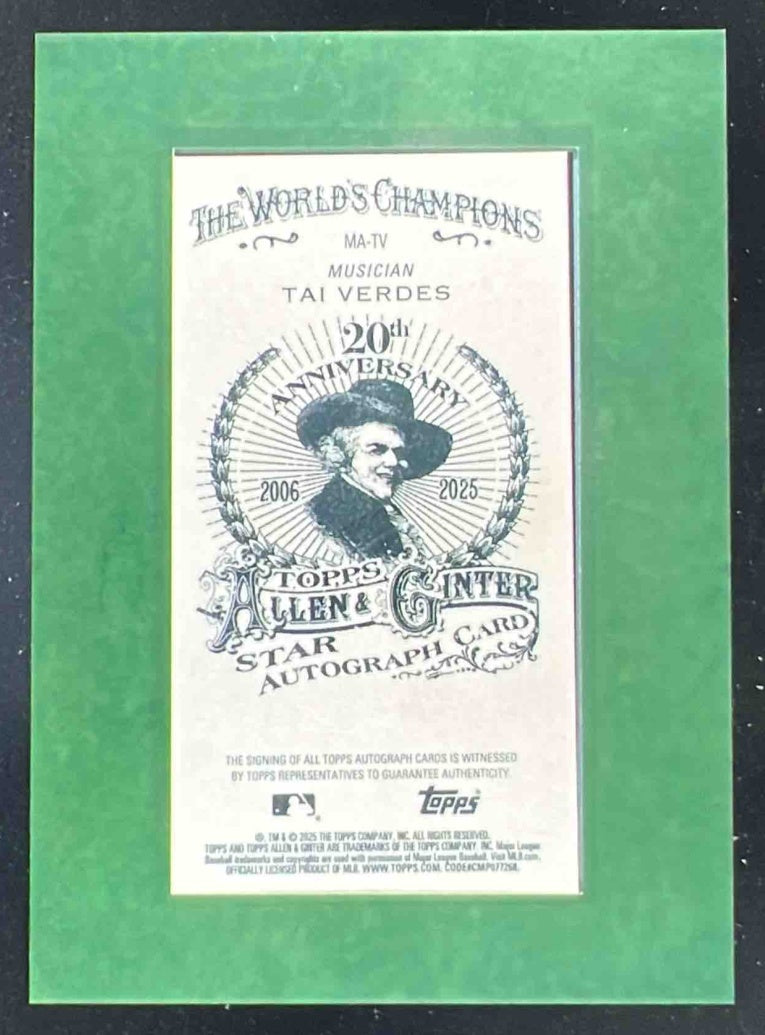 THE WORLD'S CHAMPIONS
MA-TV
MUSICIAN
TAI VERDES
20th
ANNIVERSARY
2006 2025
TOPPS
ALLEN & GINTER
STAR
AUTOGRAPH CARD
THE SIGNING OF ALL TOPPS AUTOGRAPH CARDS IS WITNESSED
BY TOPPS REPRESENTATIVES TO GUARANTEE AUTHENTICITY.
topps
®, TM & © 2025 THE TOPPS COMPANY, INC. ALL RIGHTS RESERVED.
TOPPS AND TOPPS ALLEN & GINTER ARE TRADEMARKS OF THE TOPPS COMPANY, INC. Major League
Baseball trademarks and copyrights are used with permission of Major League Baseball. Visit MLB.com.
OFFICIALLY LICENSED PRODUCT OF MLB. WWW.TOPPS.COM. CODE#CMP077268.